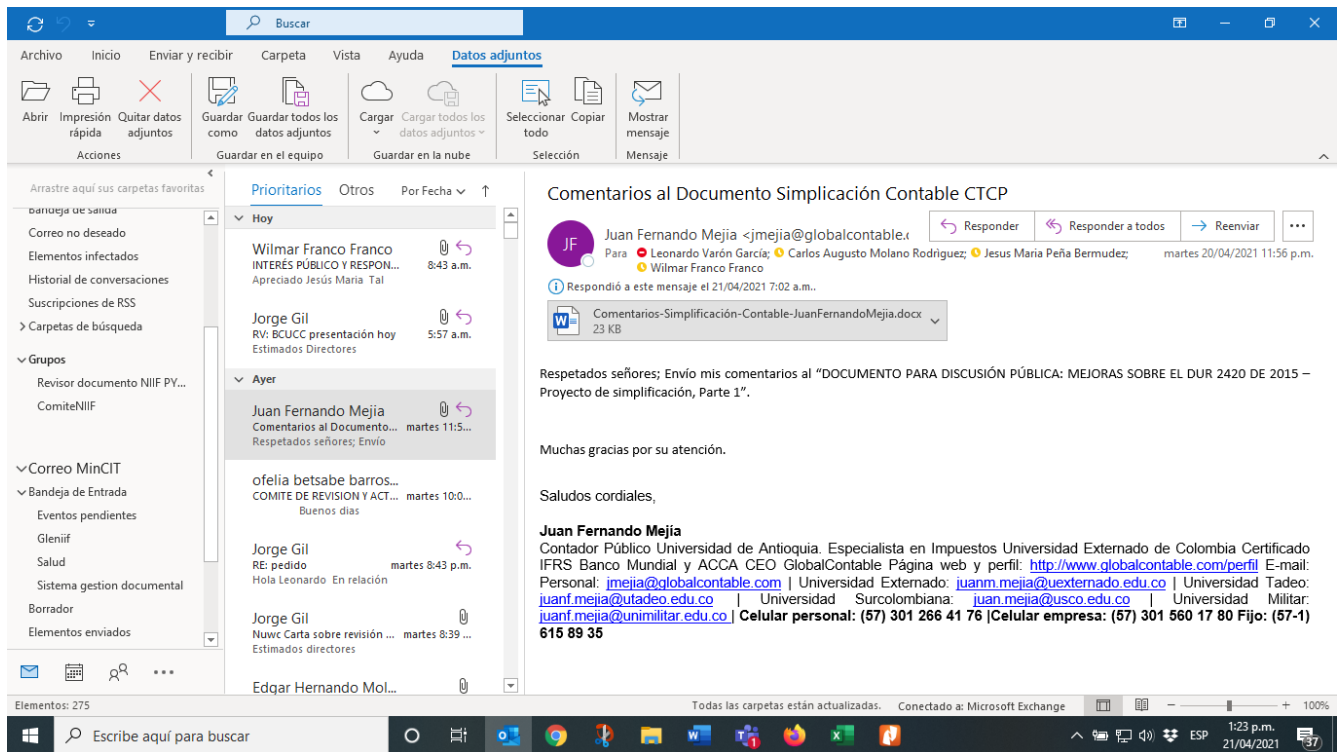 Buscar
Archivo Inicio Enviar y recibir Carpeta Vista Ayuda Datos adjuntos
Abrir Impresión rápida Quitar datos adjuntos Guardar como Guardar todos los datos adjuntos Cargar Cargar todos los datos adjuntos Seleccionar todo Copiar Mostrar mensaje
Acciones Guardar en el equipo Guardar en la nube Selección Mensaje
Arrastre aquí sus carpetas favoritas
Bandeja de salida
Correo no deseado
Elementos infectados
Historial de conversaciones
Suscripciones de RSS
Carpetas de búsqueda
Grupos
Revisor documento NIIF PY...
ComiteNIIF
Correo MinCIT
Bandeja de Entrada
Eventos pendientes
Gleniif
Salud
Sistema gestion documental
Borrador
Elementos enviados
Prioritarios Otros Por Fecha
Hoy
Wilmar Franco Franco
INTERÉS PÚBLICO Y RESPON... 8:43 a.m.
Apreciado Jesús Maria Tal
Jorge Gil
RV: BCUCC presentación hoy 5:57 a.m.
Estimados Directores
Ayer
Juan Fernando Mejia
Comentarios al Documento... martes 11:5...
Respetados señores; Envío
ofelia betsabe barros...
COMITE DE REVISION Y ACT... martes 10:0...
Buenos dias
Jorge Gil
RE: pedido martes 8:43 p.m.
Hola Leonardo En relación
Jorge Gil
Nuwc Carta sobre revisión ... martes 8:39 ...
Estimados directores
Edgar Hernando Mol...
Comentarios al Documento Simplicación Contable CTCP
JF
Juan Fernando Mejia <jmejia@globalcontable.c
Responder Responder a todos Reenviar
Para Leonardo Varón García; Carlos Augusto Molano Rodriguez; Jesus Maria Peña Bermudez; martes 20/04/2021 11:56 p.m.
Wilmar Franco Franco
Respondió a este mensaje el 21/04/2021 7:02 a.m..
Comentarios-Simplificación-Contable-JuanFernandoMejia.docx
23 KB
Respetados señores; Envío mis comentarios al “DOCUMENTO PARA DISCUSIÓN PÚBLICA: MEJORAS SOBRE EL DUR 2420 DE 2015 –
Proyecto de simplificación, Parte 1”.
Muchas gracias por su atención.
Saludos cordiales,
Juan Fernando Mejía
Contador Público Universidad de Antioquia. Especialista en Impuestos Universidad Externado de Colombia Certificado
IFRS Banco Mundial y ACCA CEO GlobalContable Página web y perfil: http://www.globalcontable.com/perfil E-mail:
Personal: jmejia@globalcontable.com | Universidad Externado: juanm.mejia@uexternado.edu.co | Universidad Tadeo:
juanf.mejia@utadeo.edu.co | Universidad Surcolombiana: juan.mejia@usco.edu.co | Universidad Militar:
juanf.mejia@unimilitar.edu.co | Celular personal: (57) 301 266 41 76 |Celular empresa: (57) 301 560 17 80 Fijo: (57-1)
615 89 35
Elementos: 275 Todas las carpetas están actualizadas. Conectado a: Microsoft Exchange 100%
Escribe aquí para buscar ESP 1:23 p.m.
21/04/2021 37